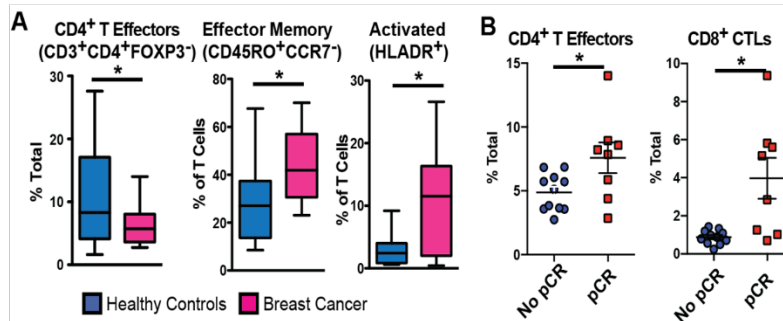 A
CD4+ T Effectors
(CD3+CD4+FOXP3-)
Effector Memory
(CD45RO+CCR7-)
Activated
(HLADR+)
% Total
30
20
10
0
*
% of T Cells
80
60
40
20
0
*
% of T Cells
30
20
10
0
*
Healthy Controls
Breast Cancer
B
CD4+ T Effectors
CD8+ CTLs
% Total
15
10
5
0
*
No pCR
pCR
% Total
10
8
6
4
2
0
*
No pCR
pCR